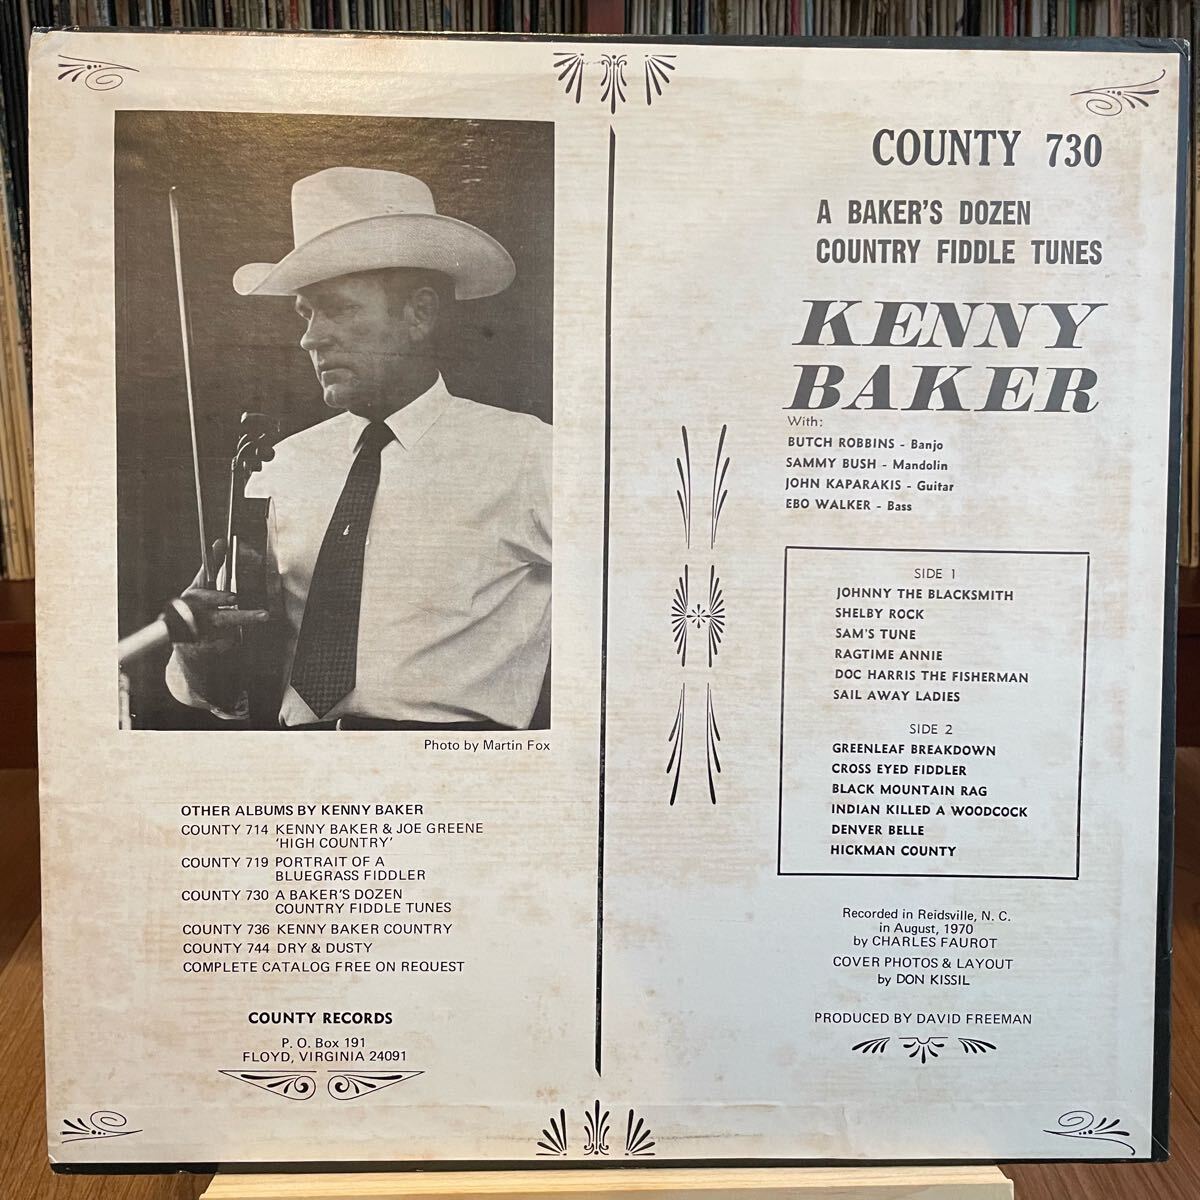 Photo by Martin Fox
OTHER ALBUMS BY KENNY BAKER
COUNTY 714 KENNY BAKER & JOE GREENE
'HIGH COUNTRY'
COUNTY 719 PORTRAIT OF A
BLUEGRASS FIDDLER
COUNTY 730 A BAKER'S DOZEN
COUNTRY FIDDLE TUNES
COUNTY 736 KENNY BAKER COUNTRY
COUNTY 744 DRY & DUSTY
COMPLETE CATALOG FREE ON REQUEST
COUNTY RECORDS
P. O. Box 191
FLOYD, VIRGINIA 24091
COUNTY 730
A BAKER'S DOZEN
COUNTRY FIDDLE TUNES
KENNY
BAKER
With:
BUTCH ROBBINS - Banjo
SAMMY BUSH - Mandolin
JOHN KAPARAKIS - Guitar
EBO WALKER - Bass
SIDE 1
JOHNNY THE BLACKSMITH
SHELBY ROCK
SAM'S TUNE
RAGTIME ANNIE
DOC HARRIS THE FISHERMAN
SAIL AWAY LADIES
SIDE 2
GREENLEAF BREAKDOWN
CROSS EYED FIDDLER
BLACK MOUNTAIN RAG
INDIAN KILLED A WOODCOCK
DENVER BELLE
HICKMAN COUNTY
Recorded in Reidsville, N. C.
in August, 1970
by CHARLES FAUROT
COVER PHOTOS & LAYOUT
by DON KISSIL
PRODUCED BY DAVID FREEMAN